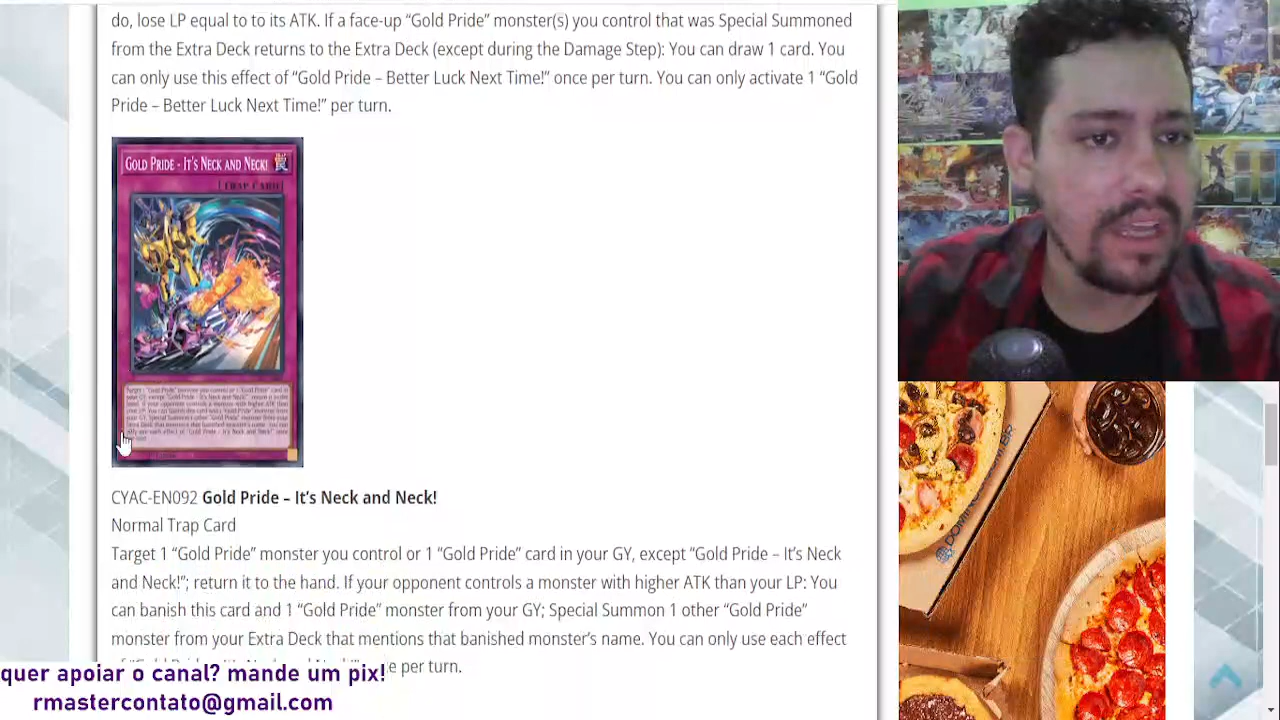 do, lose LP equal to to its ATK. If a face-up “Gold Pride” monster(s) you control that was Special Summoned
from the Extra Deck returns to the Extra Deck (except during the Damage Step): You can draw 1 card. You
can only use this effect of “Gold Pride – Better Luck Next Time!” once per turn. You can only activate 1 “Gold
Pride – Better Luck Next Time!” per turn.
GOLD PRIDE - IT'S NECK AND NECK!
[TRAP CARD]
CYAC-EN092 Gold Pride – It’s Neck and Neck!
Normal Trap Card
Target 1 “Gold Pride” monster you control or 1 “Gold Pride” card in your GY, except “Gold Pride – It’s Neck
and Neck!”; return it to the hand. If your opponent controls a monster with higher ATK than your LP: You
can banish this card and 1 “Gold Pride” monster from your GY; Special Summon 1 other “Gold Pride”
monster from your Extra Deck that mentions that banished monster’s name. You can only use each effect
per turn.
quer apoiar o canal? mande um pix!
rmastercontato@gmail.com